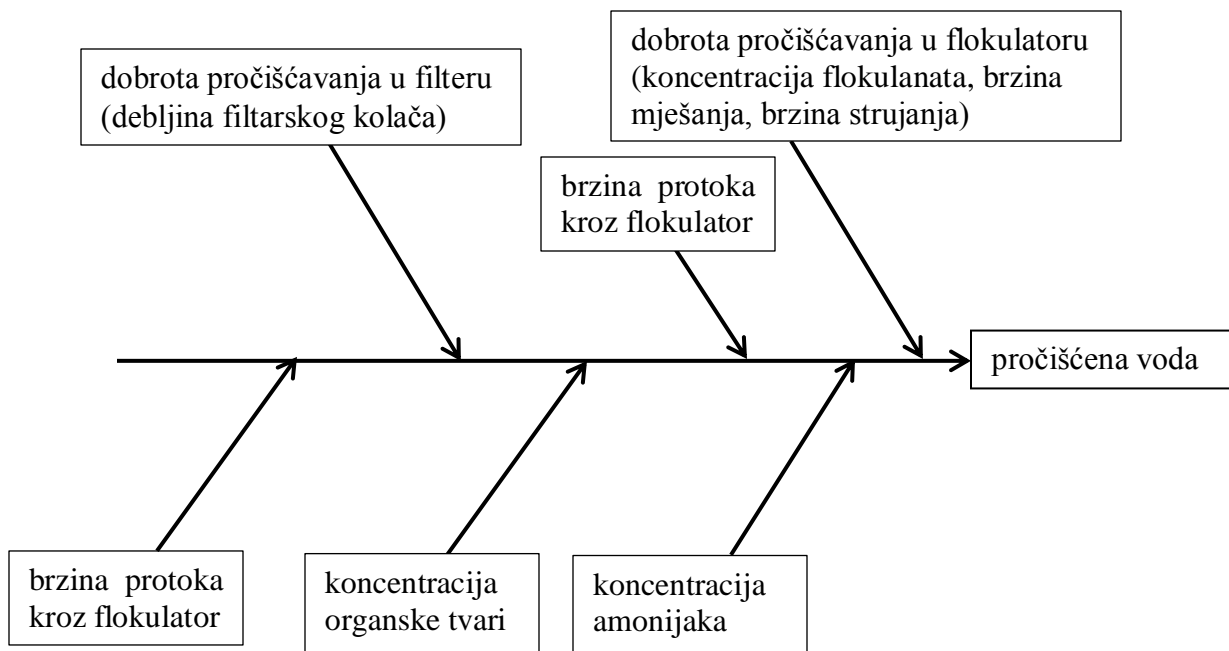 dobrota pročišćavanja u filteru
(debljina filtarskog kolača)
dobrota pročišćavanja u flokulatoru
(koncentracija flokulanata, brzina
mješanja, brzina strujanja)
brzina protoka
kroz flokulator
pročišćena voda
brzina protoka
kroz flokulator
koncentracija
organske tvari
koncentracija
amonijaka